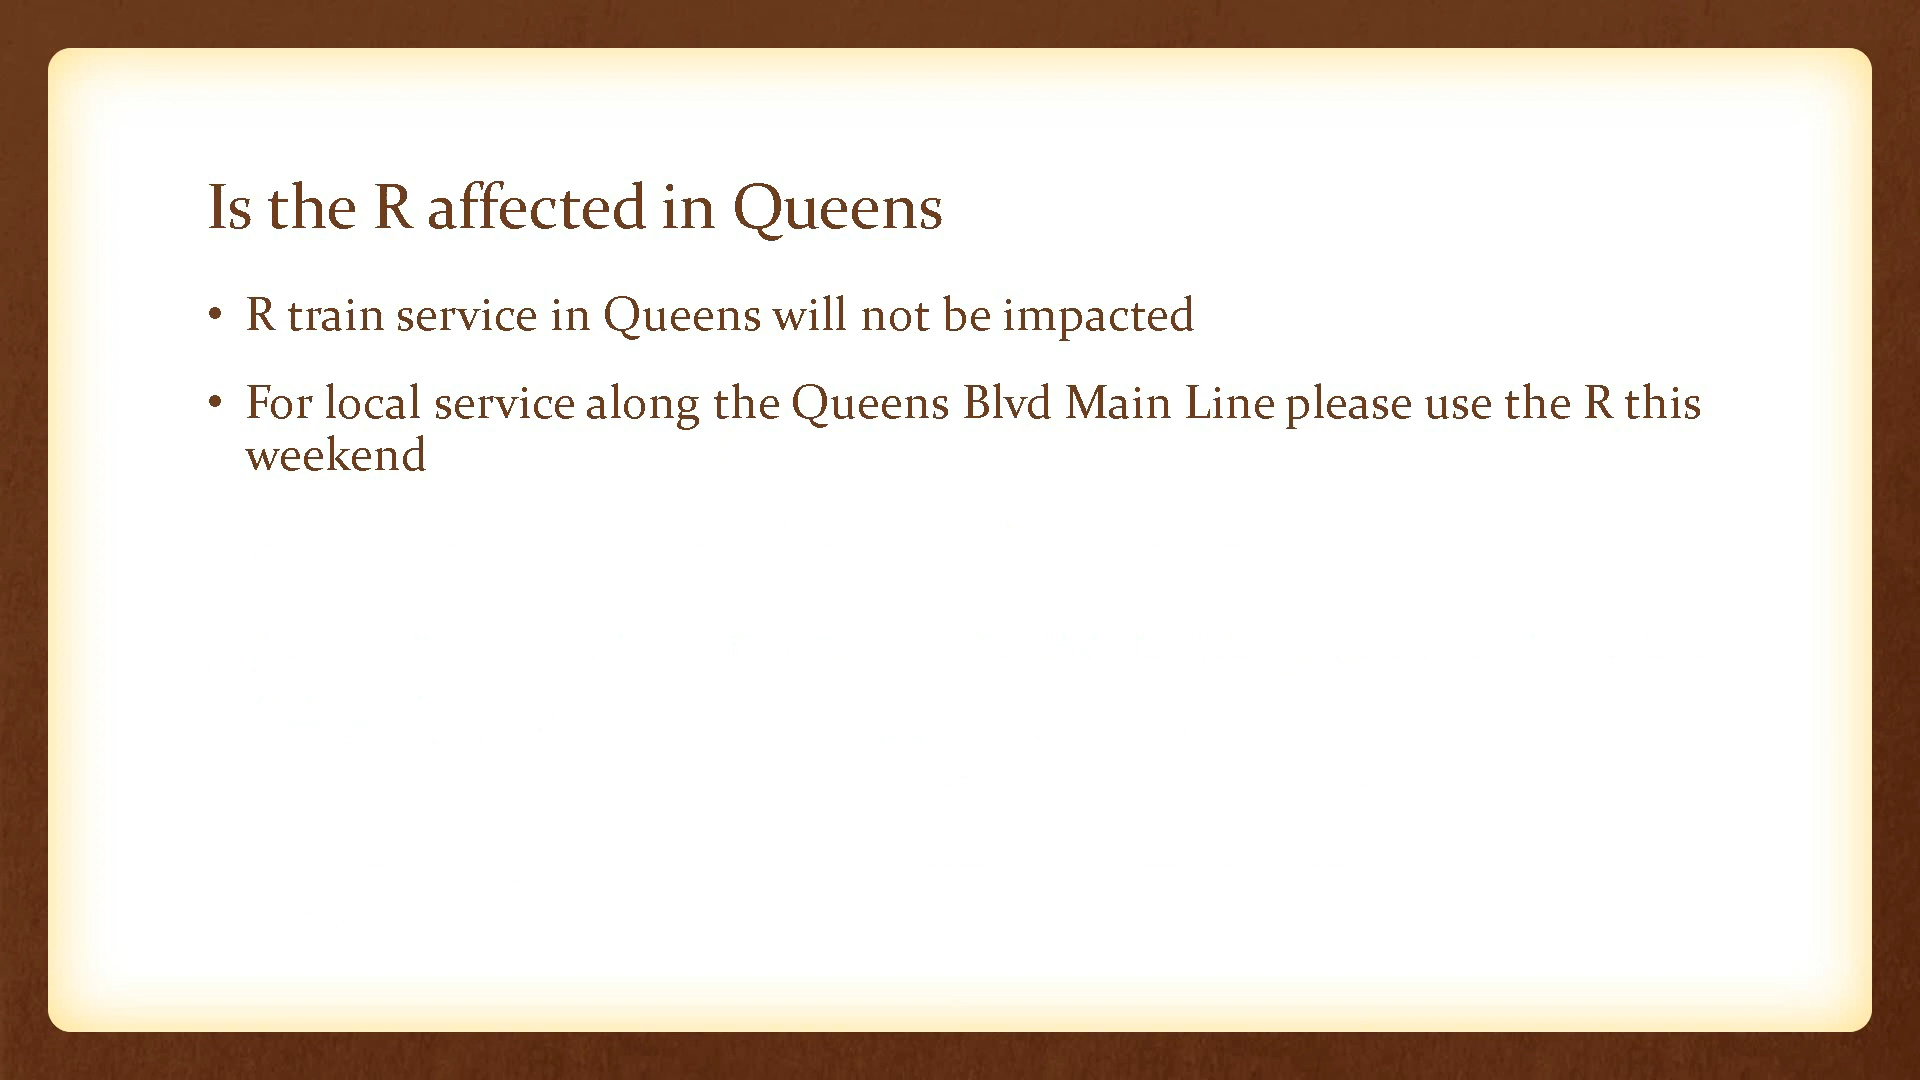 Is the R affected in Queens
• R train service in Queens will not be impacted
• For local service along the Queens Blvd Main Line please use the R this
weekend